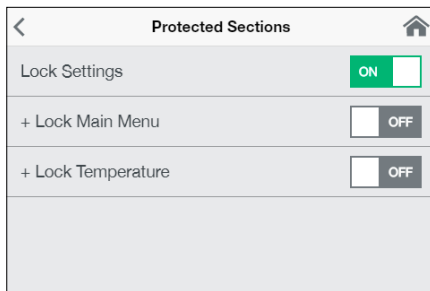 Protected Sections
Lock Settings ON
+ Lock Main Menu OFF
+ Lock Temperature OFF